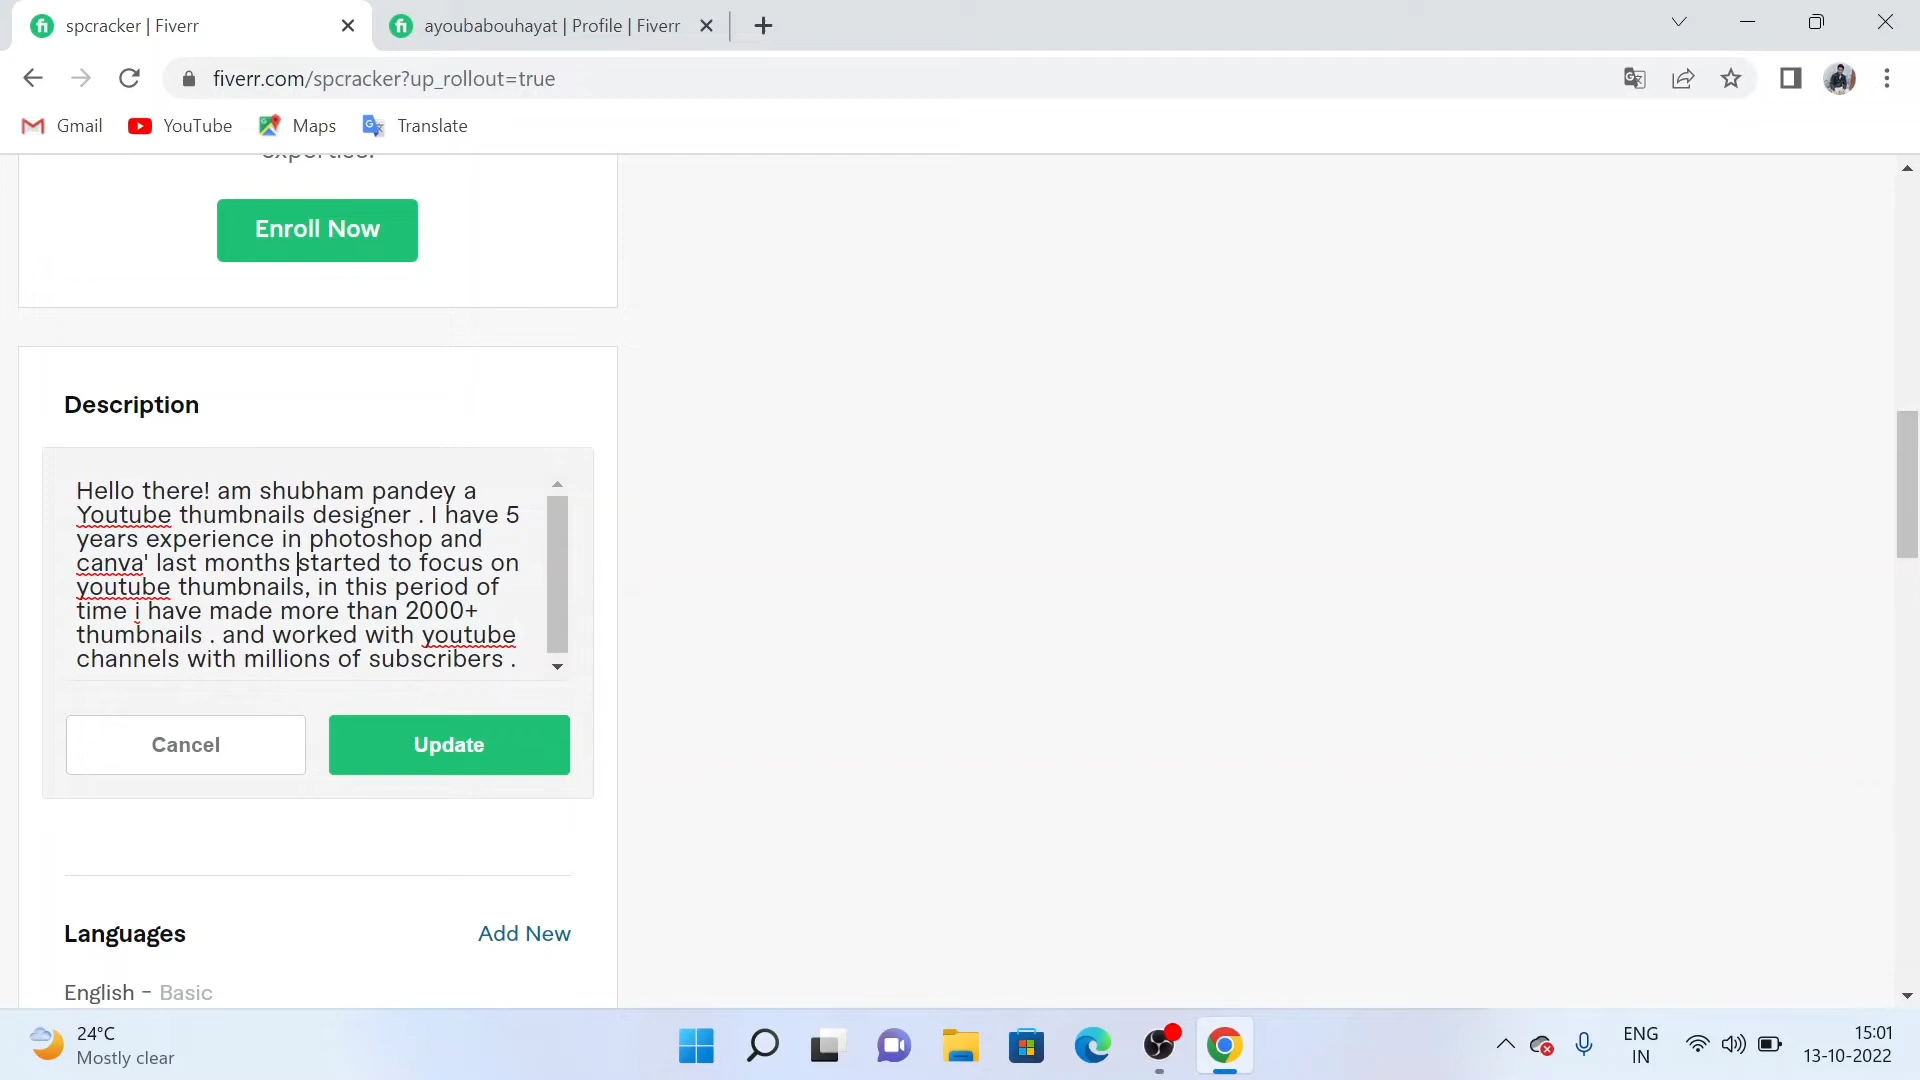 spcracker | Fiverr
ayoubabouhayat | Profile | Fiverr
fiverr.com/spcracker?up_rollout=true
Gmail
YouTube
Maps
Translate
Enroll Now
Description
Hello there! am shubham pandey a
Youtube thumbnails designer . I have 5
years experience in photoshop and
canva' last months started to focus on
youtube thumbnails, in this period of
time i have made more than 2000+
thumbnails . and worked with youtube
channels with millions of subscribers .
Cancel
Update
Languages
Add New
English - Basic
24°C
Mostly clear
ENG
IN
15:01
13-10-2022